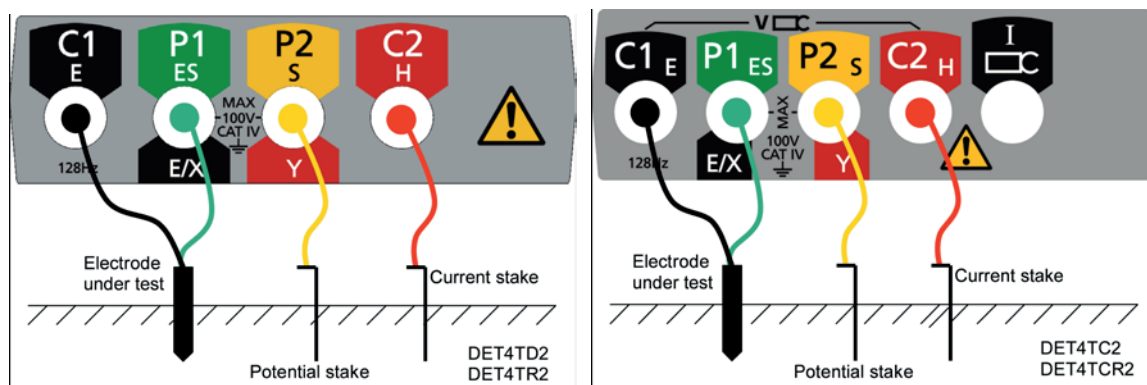 C1
E
P1
ES
P2
S
C2
H
MAX
100V
CAT IV
128Hz
E/X
Y
Electrode
under test
Current stake
Potential stake
DET4TD2
DET4TR2
V
C1 E
P1 ES
P2 S
C2 H
I
MAX
100V
CAT IV
128Hz
E/X
Y
Electrode
under test
Current stake
Potential stake
DET4TC2
DET4TCR2